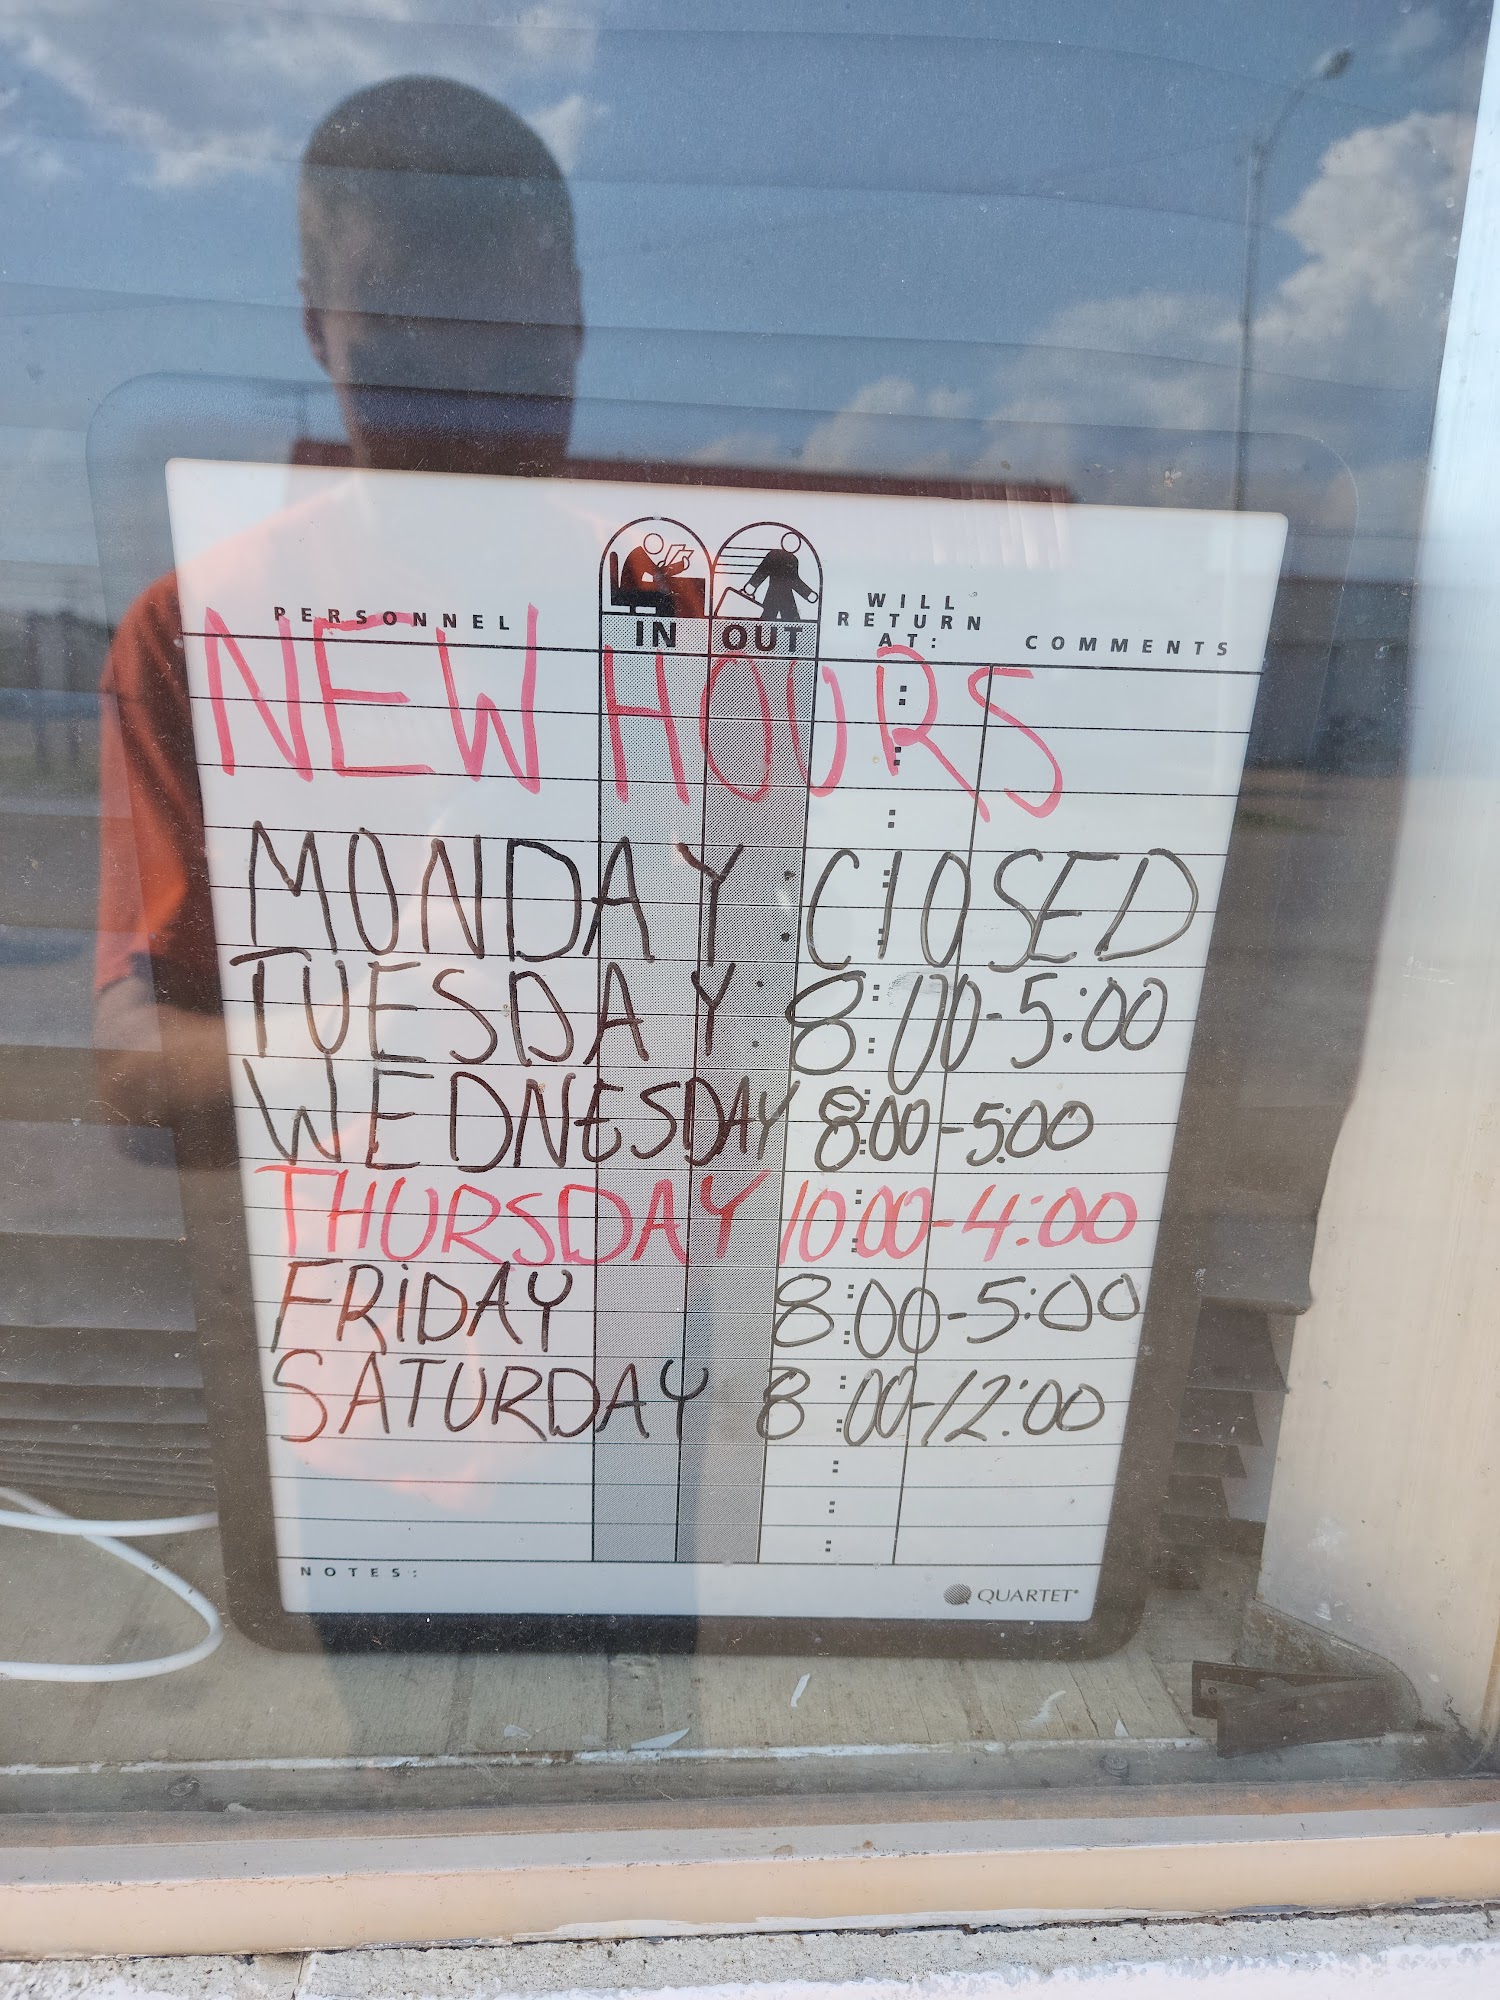 PERSONNEL IN OUT WILL RETURN AT: COMMENTS
NEW HOURS
MONDAY: ClOSED
TUESDAY: 8:00-5:00
WEDNESDAY 8:00-5:00
THURSDAY 10:00-4:00
FRiDAY 8:00-5:00
SATURDAY 8:00-12:00
NOTES:
QUARTET